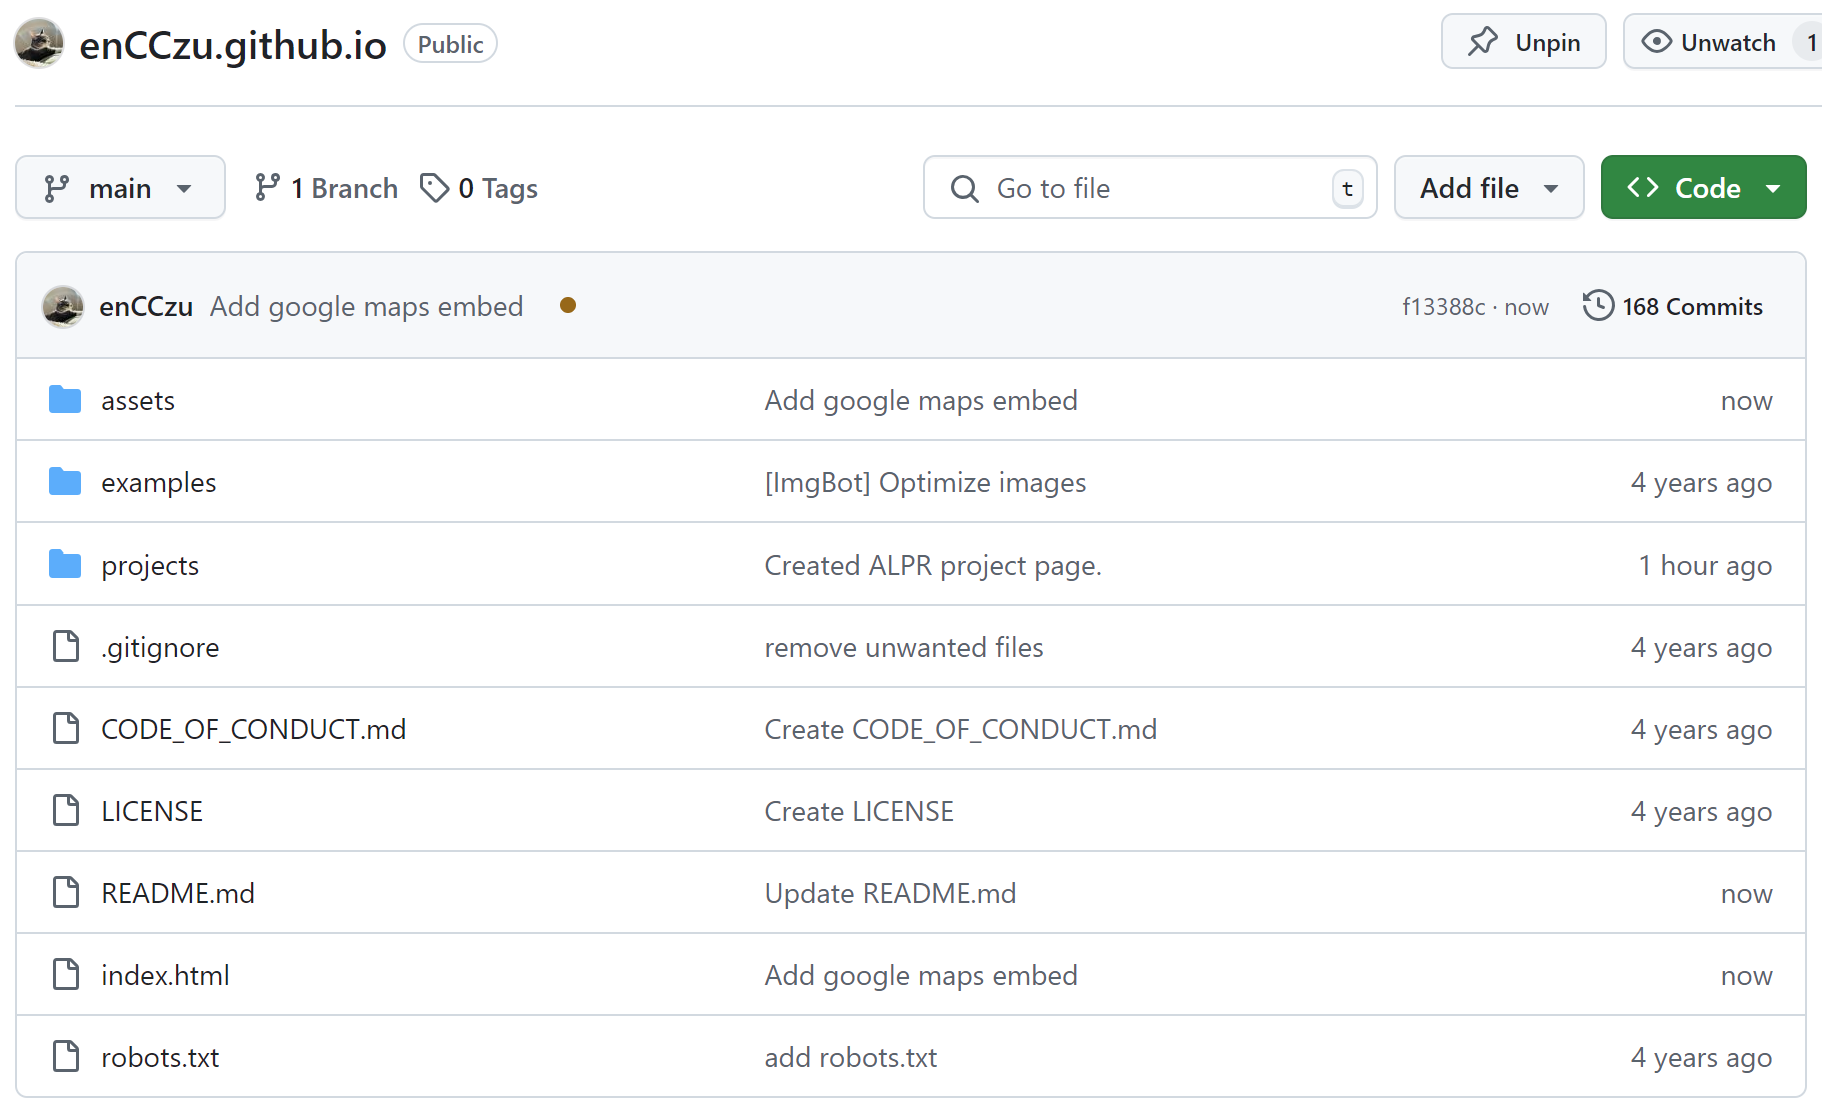 enCCzu.github.io Public Unpin Unwatch 1
main 1 Branch 0 Tags Go to file t Add file Code
enCCzu Add google maps embed f13388c · now 168 Commits
assets Add google maps embed now
examples [ImgBot] Optimize images 4 years ago
projects Created ALPR project page. 1 hour ago
.gitignore remove unwanted files 4 years ago
CODE_OF_CONDUCT.md Create CODE_OF_CONDUCT.md 4 years ago
LICENSE Create LICENSE 4 years ago
README.md Update README.md now
index.html Add google maps embed now
robots.txt add robots.txt 4 years ago